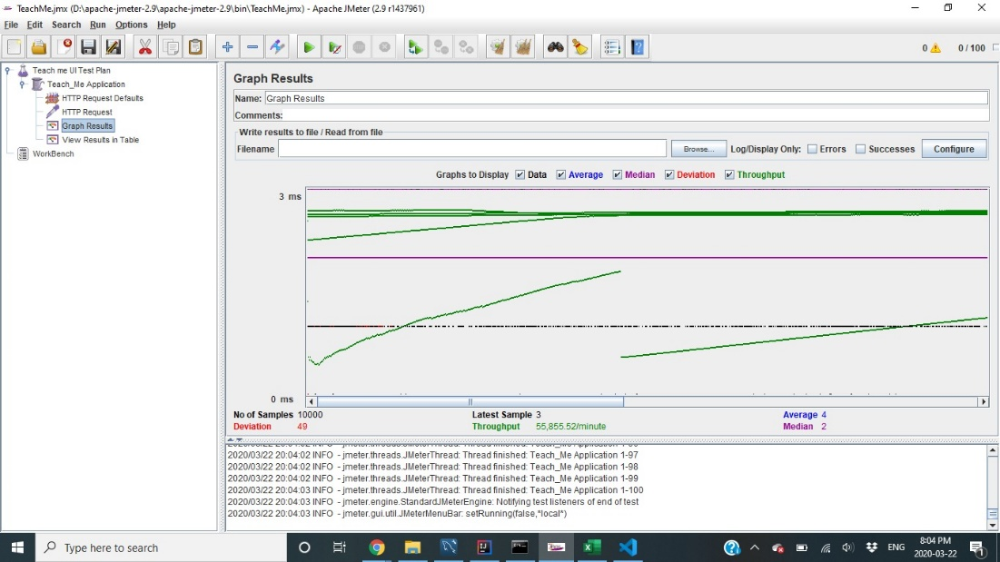 TeachMe.jmx (D:\apache-jmeter-2.9\apache-jmeter-2.9\bin\TeachMe.jmx) - Apache JMeter (2.9 r1437961)
File Edit Search Run Options Help
0 0 / 100
Teach me UI Test Plan
Teach_Me Application
HTTP Request Defaults
HTTP Request
Graph Results
View Results in Table
WorkBench
Graph Results
Name: Graph Results
Comments:
Write results to file / Read from file
Filename Browse... Log/Display Only: Errors Successes Configure
Graphs to Display Data Average Median Deviation Throughput
3 ms
0 ms
No of Samples 10000 Latest Sample 3 Average 4
Deviation 49 Throughput 55,855.52/minute Median 2
2020/03/22 20:04:02 INFO - jmeter.threads.JMeterThread: Thread finished: Teach_Me Application 1-97
2020/03/22 20:04:02 INFO - jmeter.threads.JMeterThread: Thread finished: Teach_Me Application 1-98
2020/03/22 20:04:02 INFO - jmeter.threads.JMeterThread: Thread finished: Teach_Me Application 1-99
2020/03/22 20:04:03 INFO - jmeter.threads.JMeterThread: Thread finished: Teach_Me Application 1-100
2020/03/22 20:04:03 INFO - jmeter.engine.StandardJMeterEngine: Notifying test listeners of end of test
2020/03/22 20:04:03 INFO - jmeter.gui.util.JMeterMenuBar: setRunning(false,*local*)
Type here to search
ENG
8:04 PM
2020-03-22
1